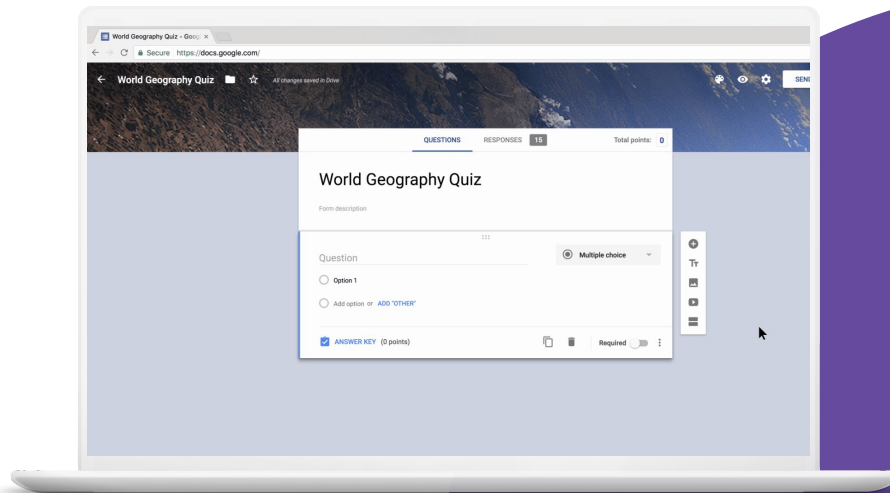 World Geography Quiz - Goog
Secure https://docs.google.com/
World Geography Quiz All changes saved in Drive SEND
QUESTIONS RESPONSES 15 Total points: 0
World Geography Quiz
Form description
Question Multiple choice
Option 1
Add option or ADD "OTHER"
ANSWER KEY (0 points) Required